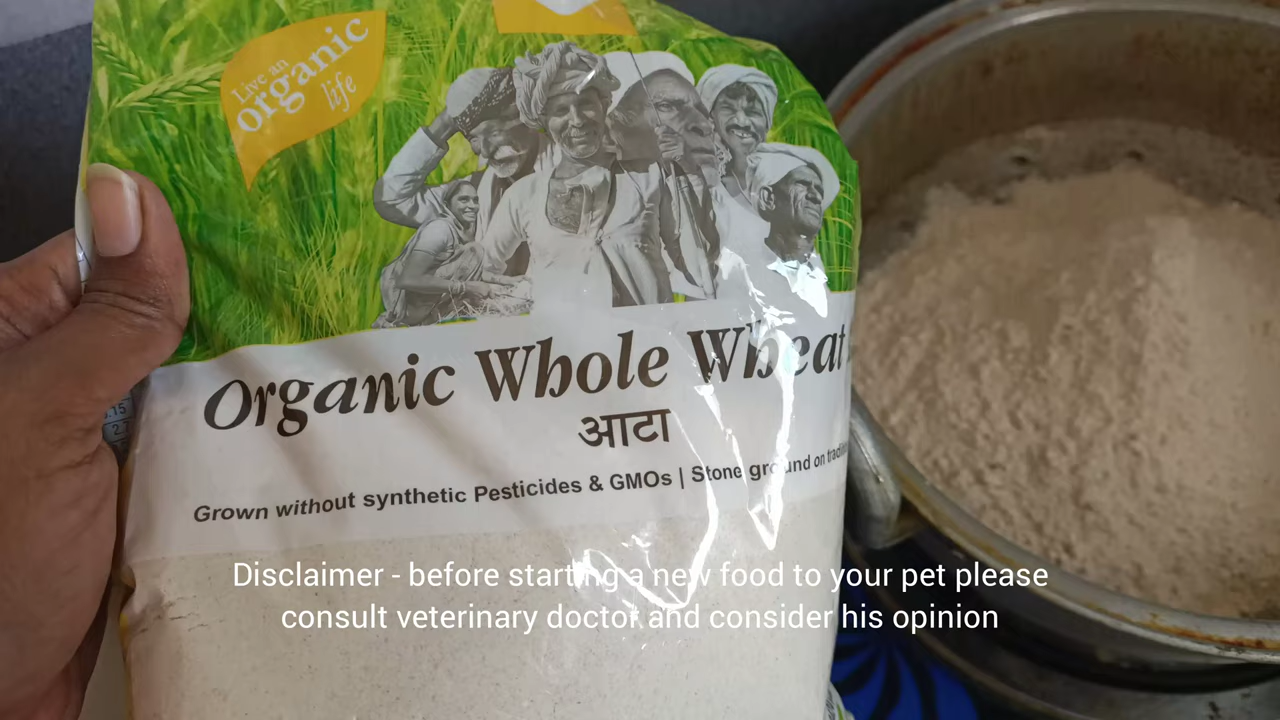 Live an
organic
life
Organic Whole Wheat
आटा
Grown without synthetic Pesticides & GMOs | Stone ground on
Disclaimer - before starting a new food to your pet please
consult veterinary doctor and consider his opinion